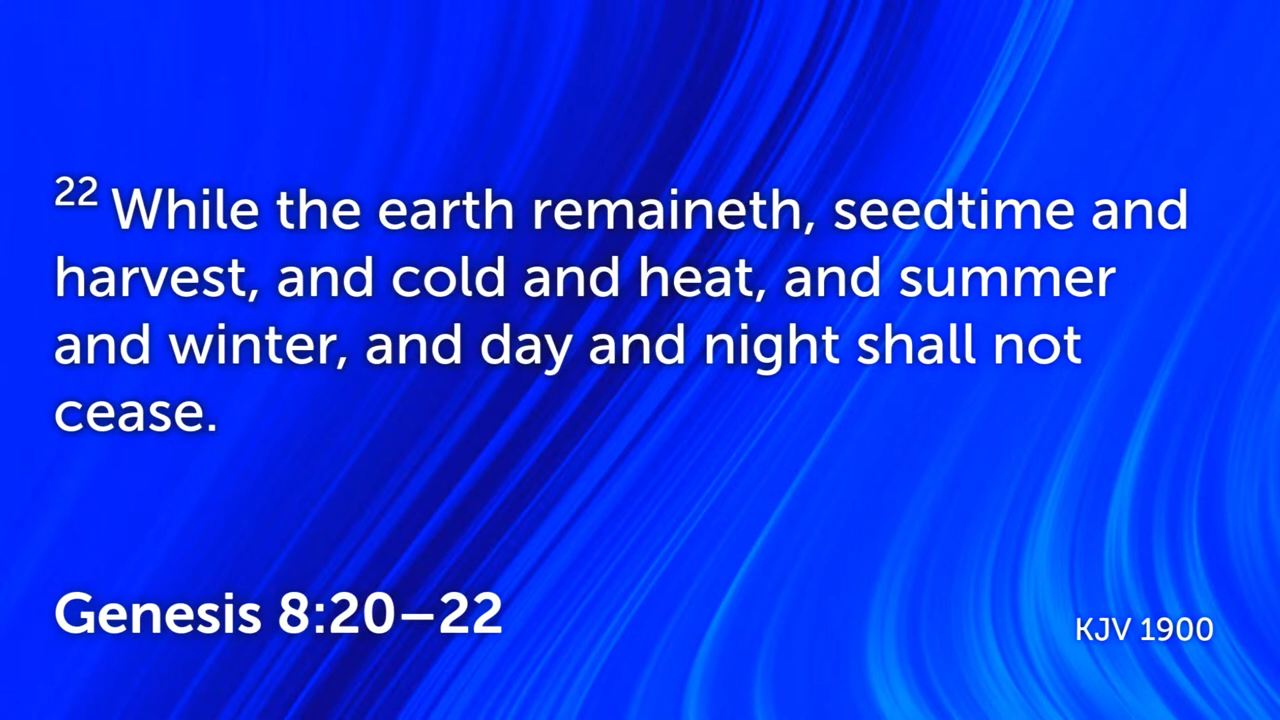 22 While the earth remaineth, seedtime and
harvest, and cold and heat, and summer
and winter, and day and night shall not
cease.
Genesis 8:20–22
KJV 1900